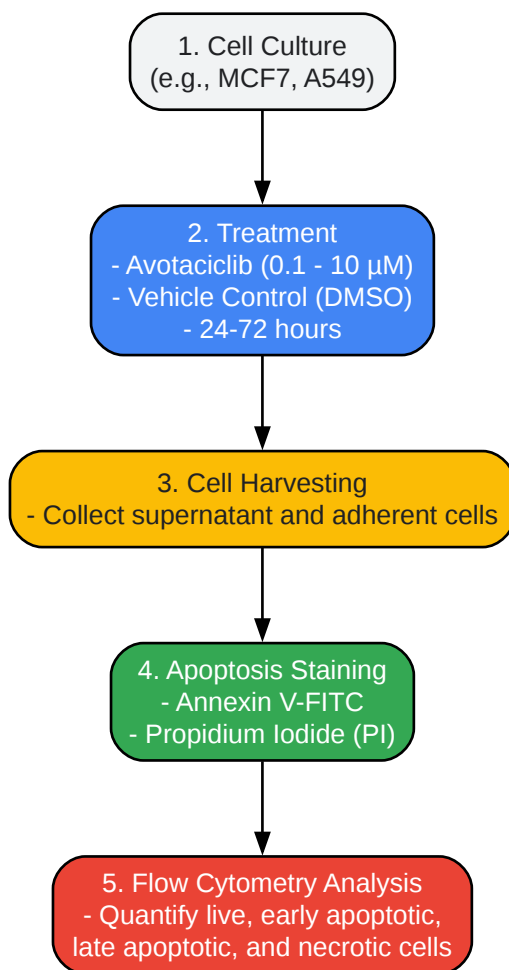 1. Cell Culture
(e.g., MCF7, A549)
2. Treatment
- Avotaciclib (0.1 - 10 µM)
- Vehicle Control (DMSO)
- 24-72 hours
3. Cell Harvesting
- Collect supernatant and adherent cells
4. Apoptosis Staining
- Annexin V-FITC
- Propidium Iodide (PI)
5. Flow Cytometry Analysis
- Quantify live, early apoptotic,
late apoptotic, and necrotic cells